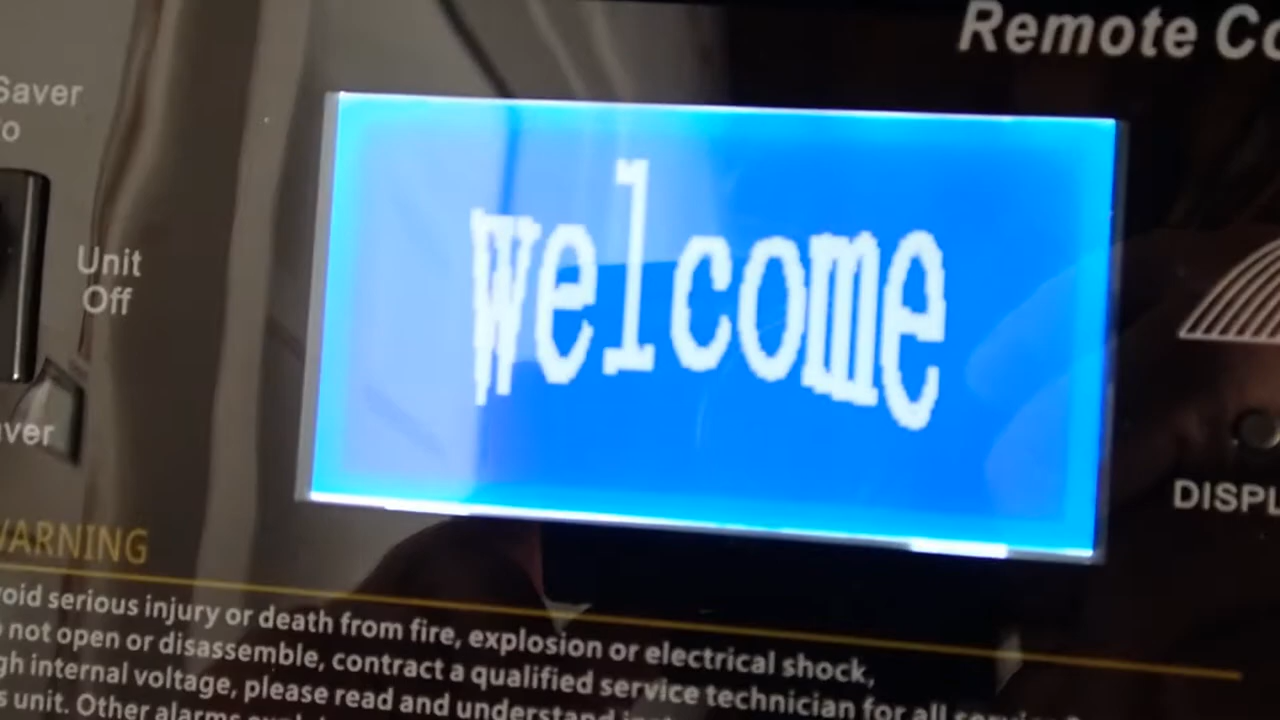 Remote Co
Saver
o
welcome
Unit
Off
ver
DISPL
WARNING
void serious injury or death from fire, explosion or electrical shock,
not open or disassemble, contract a qualified service technician for all
gh internal voltage, please read and understand
s unit. Other alarms